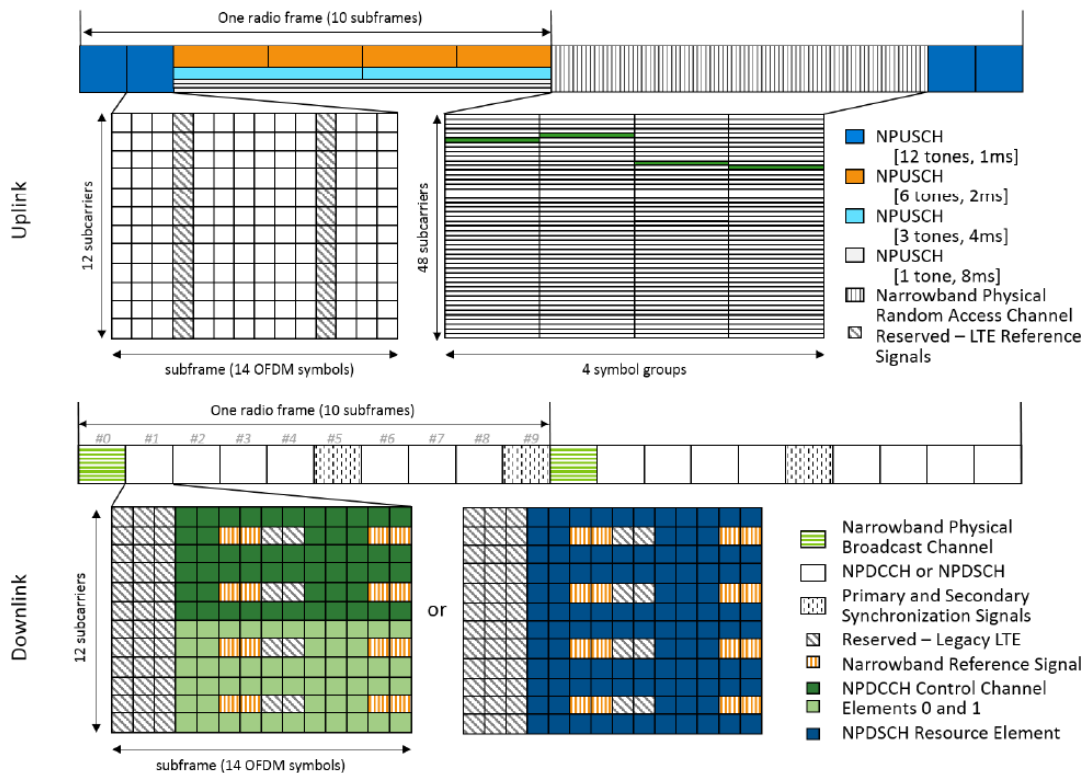 One radio frame (10 subframes)
Uplink
12 subcarriers
48 subcarriers
subframe (14 OFDM symbols)
4 symbol groups
NPUSCH
[12 tones, 1ms]
NPUSCH
[6 tones, 2ms]
NPUSCH
[3 tones, 4ms]
NPUSCH
[1 tone, 8ms]
Narrowband Physical
Random Access Channel
Reserved – LTE Reference
Signals
One radio frame (10 subframes)
#0 #1 #2 #3 #4 #5 #6 #7 #8 #9
Downlink
12 subcarriers
or
subframe (14 OFDM symbols)
Narrowband Physical
Broadcast Channel
NPDCCH or NPDSCH
Primary and Secondary
Synchronization Signals
Reserved – Legacy LTE
Narrowband Reference Signal
NPDCCH Control Channel
Elements 0 and 1
NPDSCH Resource Element